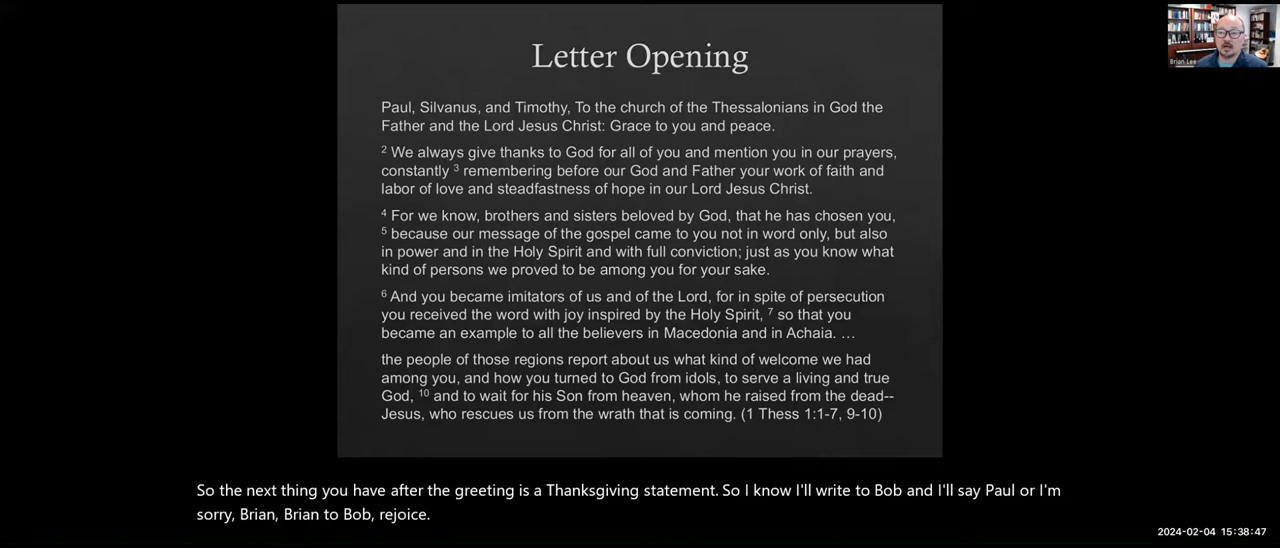 Letter Opening
Paul, Silvanus, and Timothy, To the church of the Thessalonians in God the
Father and the Lord Jesus Christ: Grace to you and peace.
2 We always give thanks to God for all of you and mention you in our prayers,
constantly 3 remembering before our God and Father your work of faith and
labor of love and steadfastness of hope in our Lord Jesus Christ.
4 For we know, brothers and sisters beloved by God, that he has chosen you,
5 because our message of the gospel came to you not in word only, but also
in power and in the Holy Spirit and with full conviction; just as you know what
kind of persons we proved to be among you for your sake.
6 And you became imitators of us and of the Lord, for in spite of persecution
you received the word with joy inspired by the Holy Spirit, 7 so that you
became an example to all the believers in Macedonia and in Achaia. …
the people of those regions report about us what kind of welcome we had
among you, and how you turned to God from idols, to serve a living and true
God, 10 and to wait for his Son from heaven, whom he raised from the dead--
Jesus, who rescues us from the wrath that is coming. (1 Thess 1:1-7, 9-10)
Brian Lee
So the next thing you have after the greeting is a Thanksgiving statement. So I know I'll write to Bob and I'll say Paul or I'm
sorry, Brian, Brian to Bob, rejoice.
2024-02-04 15:38:47